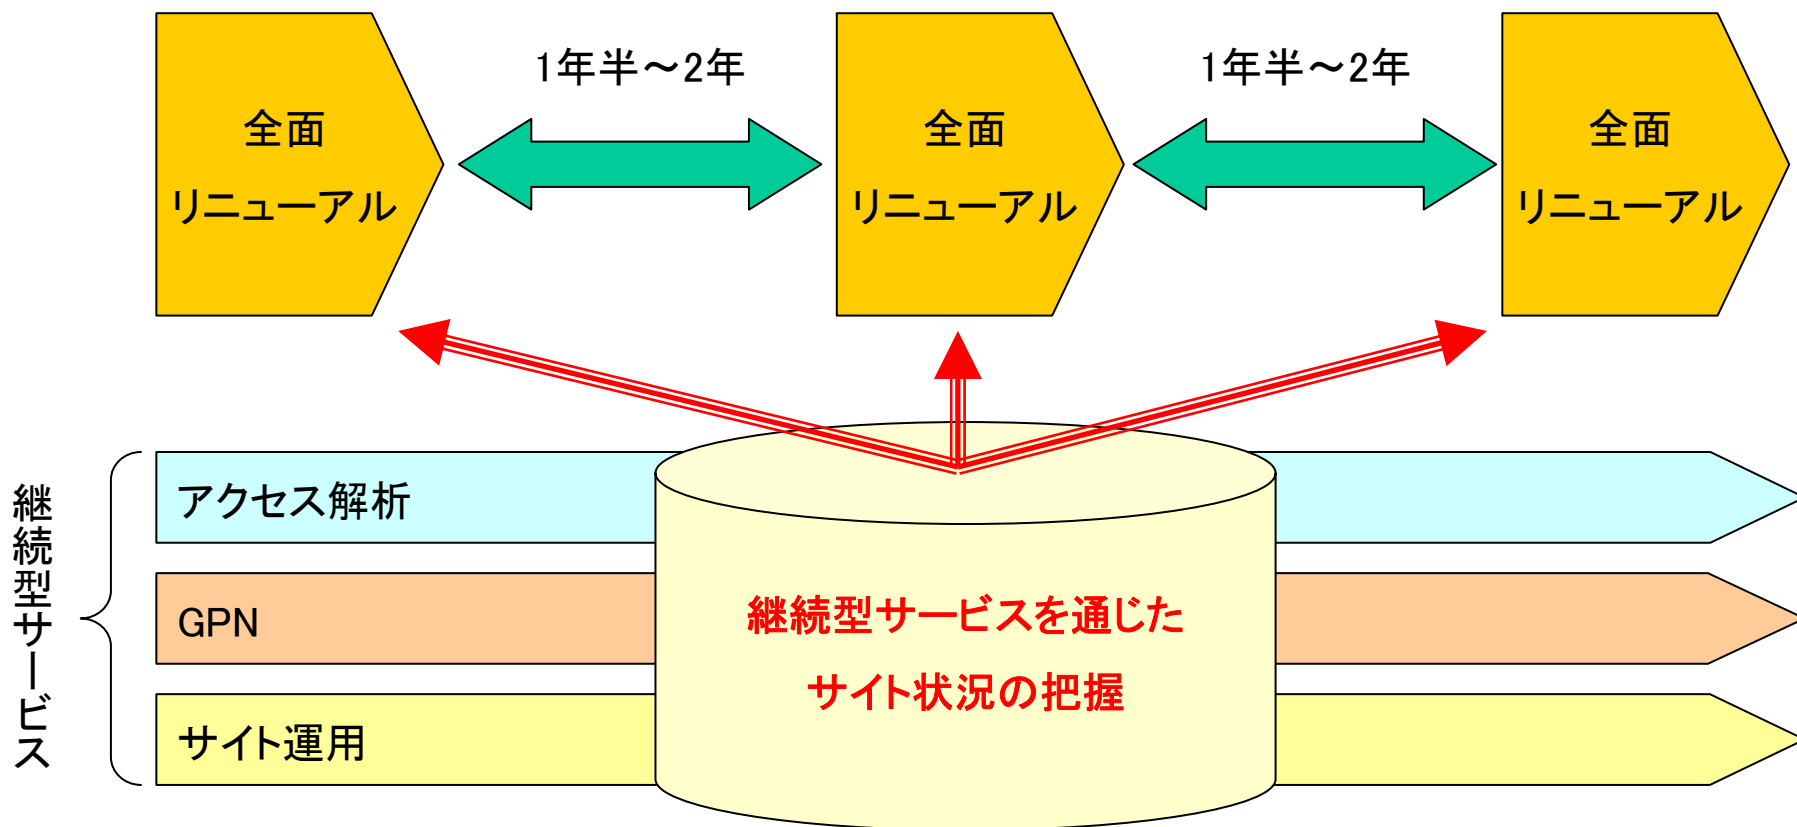 1年半～2年
1年半～2年
全面
リニューアル
全面
リニューアル
全面
リニューアル
継続型サービス
アクセス解析
GPN
サイト運用
継続型サービスを通じた
サイト状況の把握